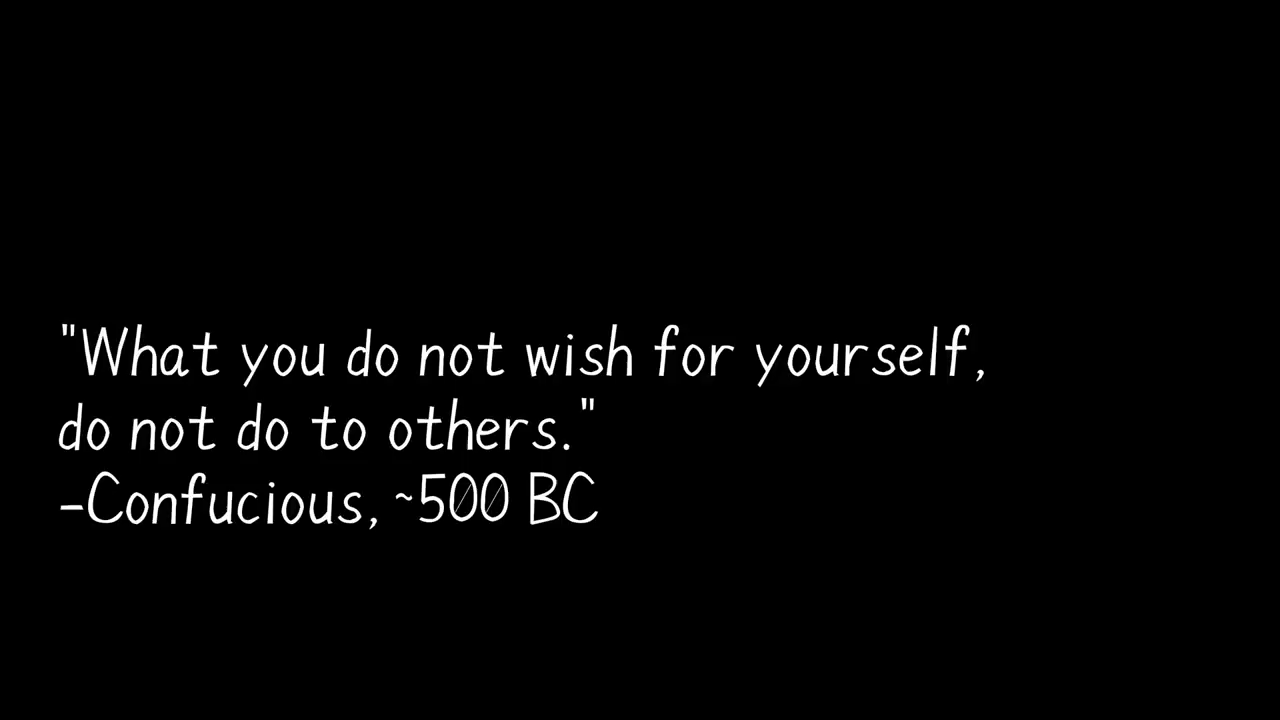 "What you do not wish for yourself,
do not do to others."
-Confucious, ~500 BC